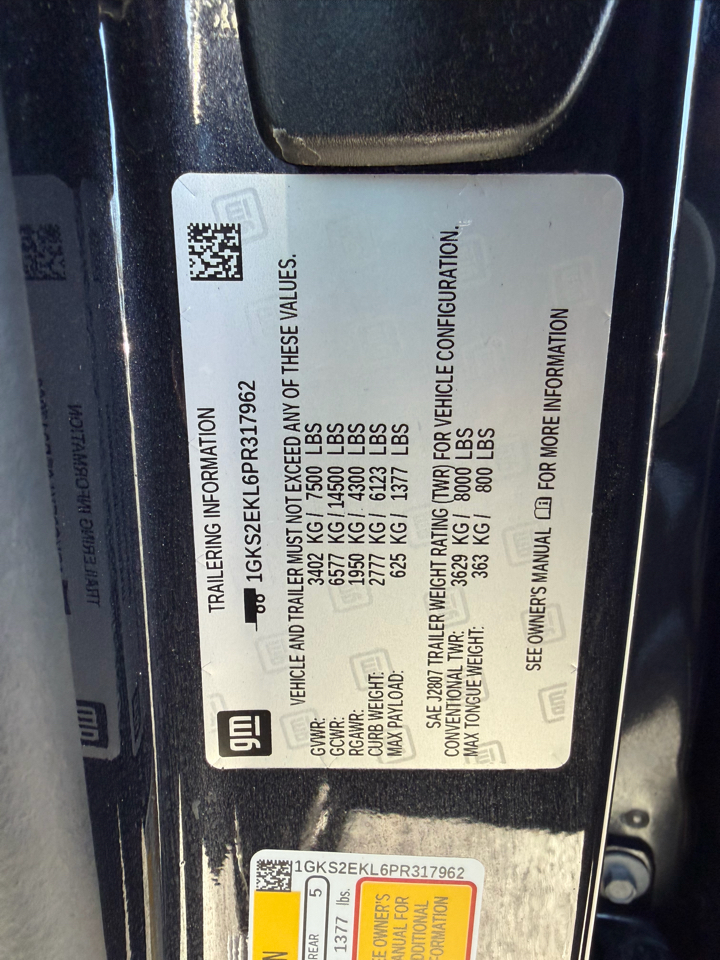 TRAILERING INFORMATION
1GKS2EKL6PR317962
gm
VEHICLE AND TRAILER MUST NOT EXCEED ANY OF THESE VALUES.
GVWR: 3402 KG / 7500 LBS
GCWR: 6577 KG / 14500 LBS
RGAWR: 1950 KG / 4300 LBS
CURB WEIGHT: 2777 KG / 6123 LBS
MAX PAYLOAD: 625 KG / 1377 LBS
SAE J2807 TRAILER WEIGHT RATING (TWR) FOR VEHICLE CONFIGURATION.
CONVENTIONAL TWR: 3629 KG / 8000 LBS
MAX TONGUE WEIGHT: 363 KG / 800 LBS
SEE OWNER'S MANUAL FOR MORE INFORMATION
1GKS2EKL6PR317962
REAR 5
1377 lbs.
OWNER'S
FOR